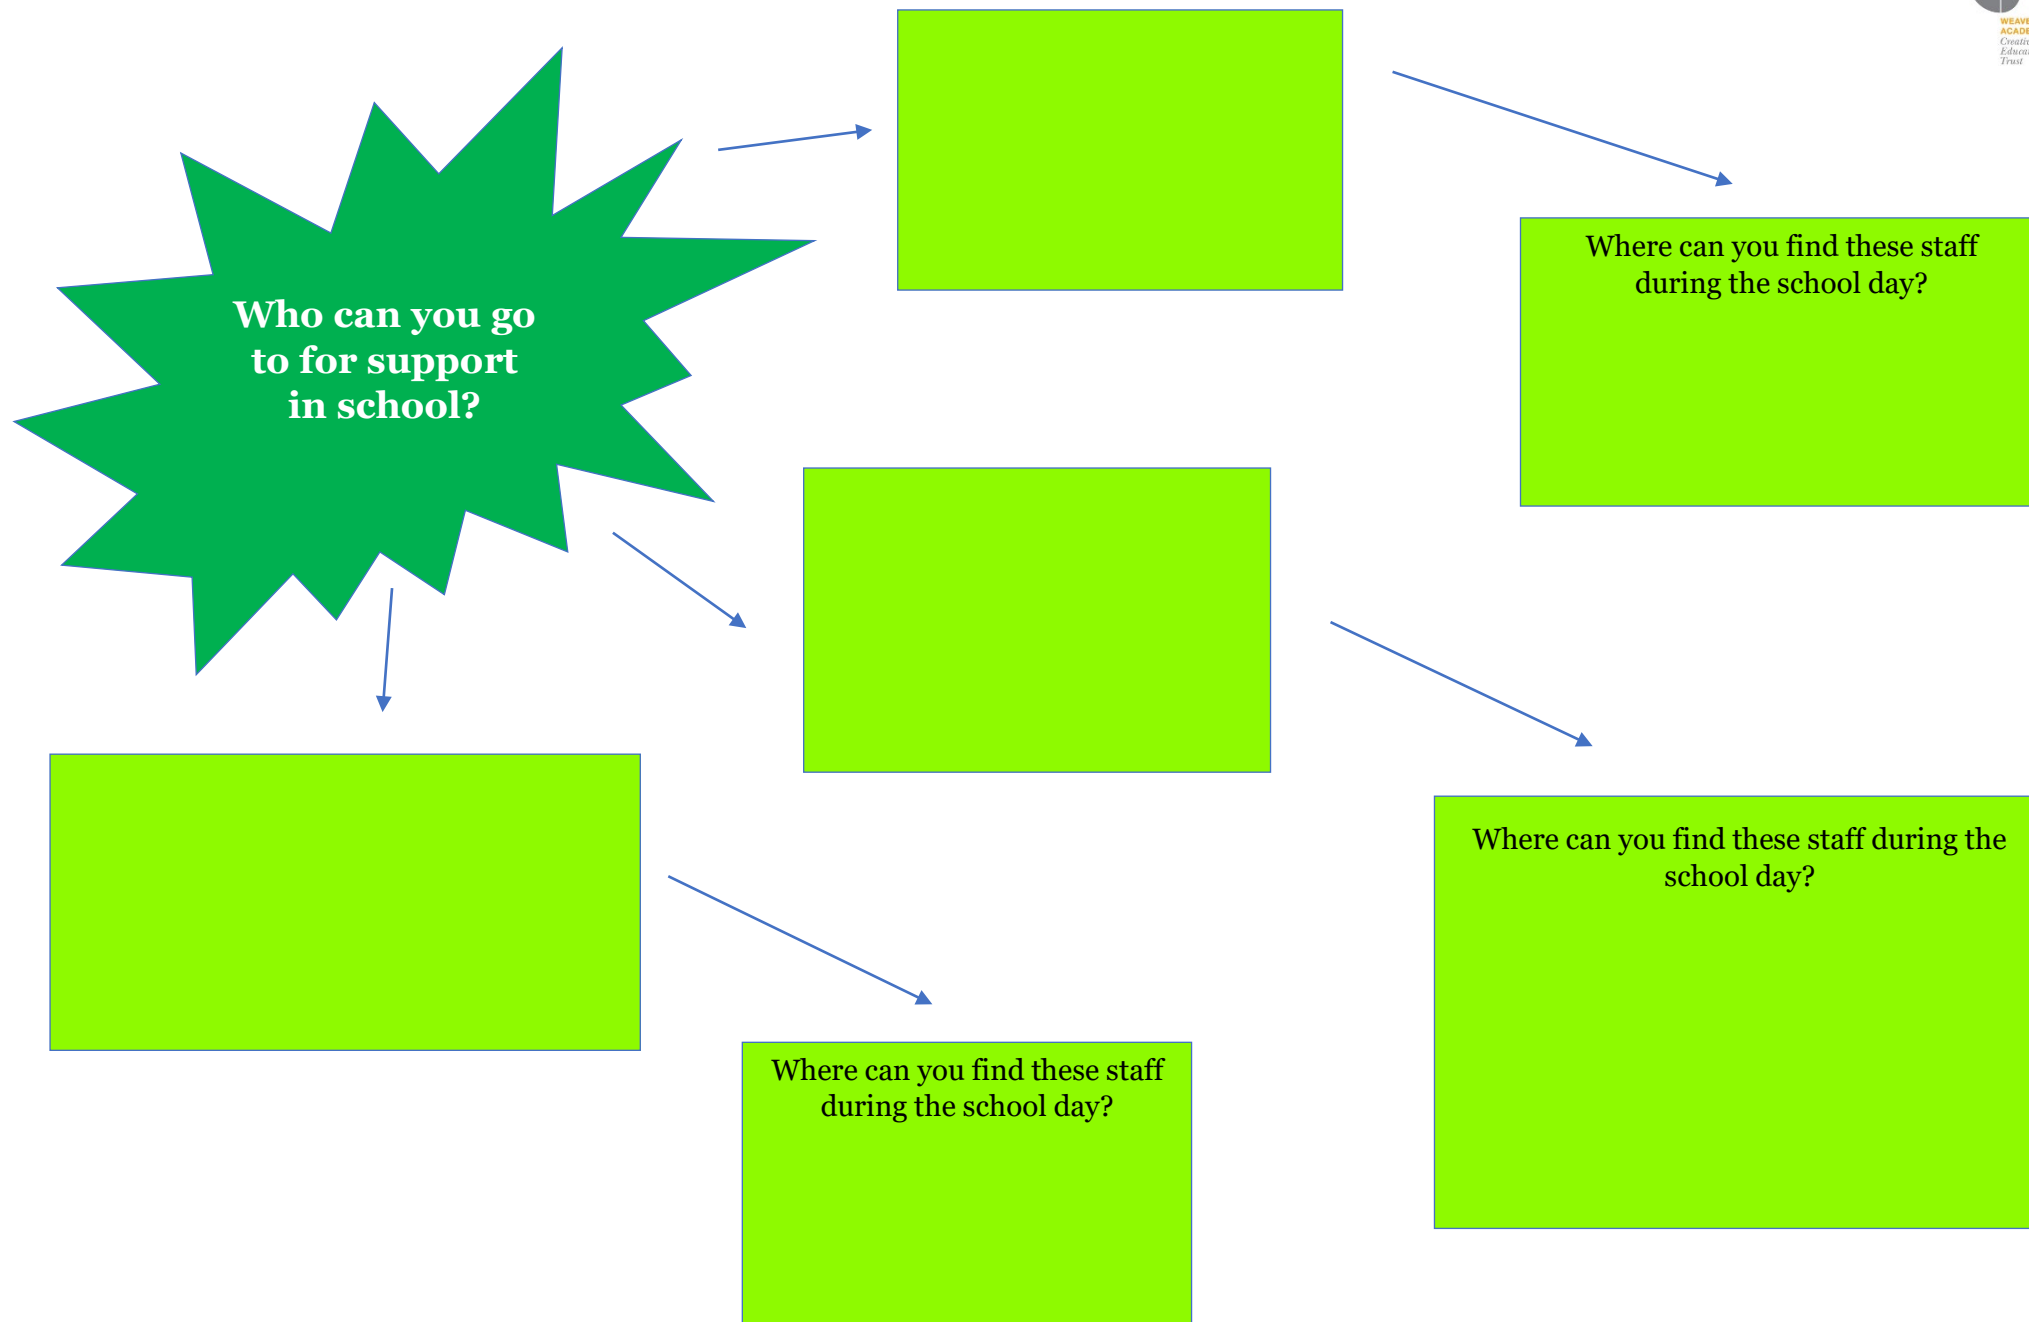 Who can you go
to for support
in school?
Where can you find these staff
during the school day?
Where can you find these staff during the
school day?
Where can you find these staff
during the school day?
Trust